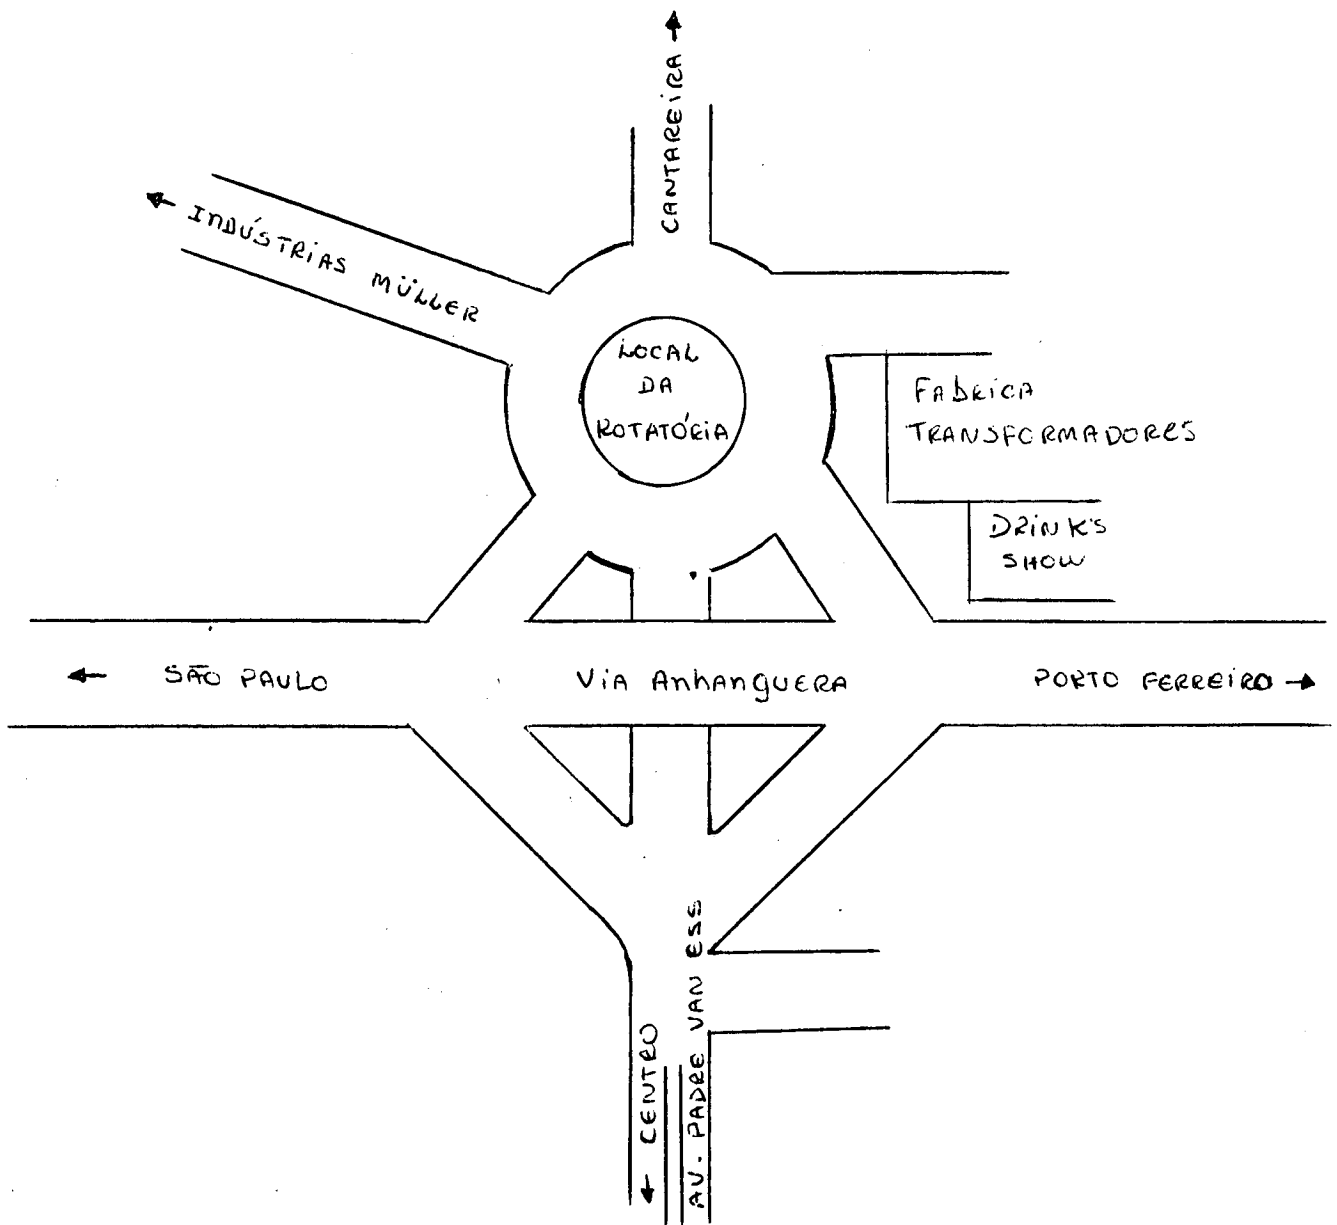 CANTAREIRA
INDÚSTRIAS MÜLLER
LOCAL
DA
ROTATÓRIA
FABRICA
TRANSFORMADORES
DRINK'S
SHOW
SÃO PAULO
VIA ANHANGUERA
PORTO FERREIRO
CENTRO
AV. PADRE VAN ESS